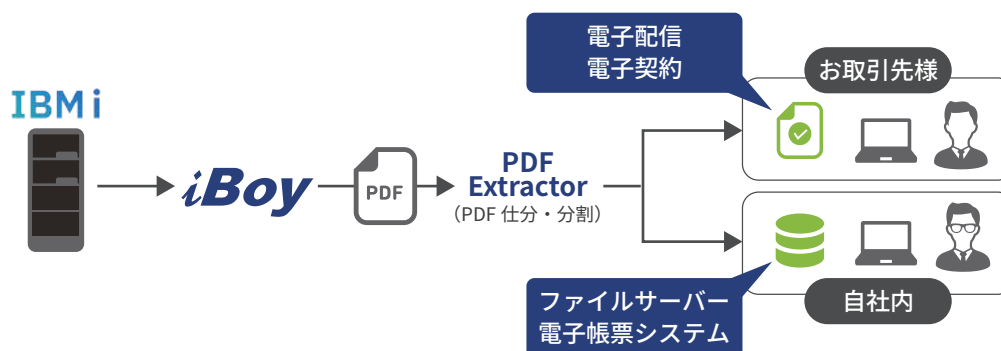 IBM i
iBoy
PDF
PDF
Extractor
（PDF 仕分・分割）
電子配信
電子契約
お取引先様
ファイルサーバー
電子帳票システム
自社内